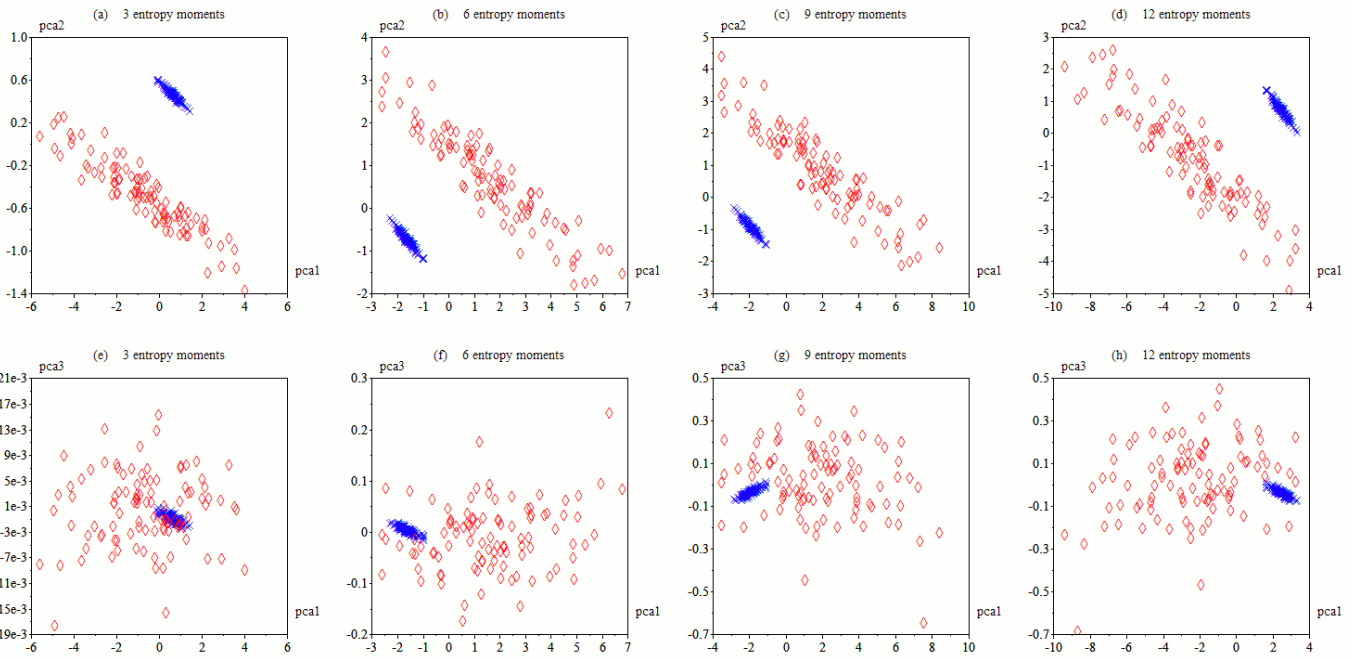 (a) 3 entropy moments
pca2
1.0
0.6
0.2
-0.2
-0.6
-1.0
-1.4
-6 -4 -2 0 2 4 6
pca1
(b) 6 entropy moments
pca2
4
3
2
1
0
-1
-2
-3 -2 -1 0 1 2 3 4 5 6 7
pca1
(c) 9 entropy moments
pca2
5
4
3
2
1
0
-1
-2
-3
-4 -2 0 2 4 6 8 10
pca1
(d) 12 entropy moments
pca2
3
2
1
0
-1
-2
-3
-4
-5
-10 -8 -6 -4 -2 0 2 4
pca1
(e) 3 entropy moments
pca3
21e-3
17e-3
13e-3
9e-3
5e-3
1e-3
-3e-3
-7e-3
11e-3
15e-3
19e-3
-6 -4 -2 0 2 4 6
pca1
(f) 6 entropy moments
pca3
0.3
0.2
0.1
0
-0.1
-0.2
-3 -2 -1 0 1 2 3 4 5 6 7
pca1
(g) 9 entropy moments
pca3
0.5
0.3
0.1
-0.1
-0.3
-0.5
-0.7
-4 -2 0 2 4 6 8 10
pca1
(h) 12 entropy moments
pca3
0.5
0.3
0.1
-0.1
-0.3
-0.5
-0.7
-10 -8 -6 -4 -2 0 2 4
pca1